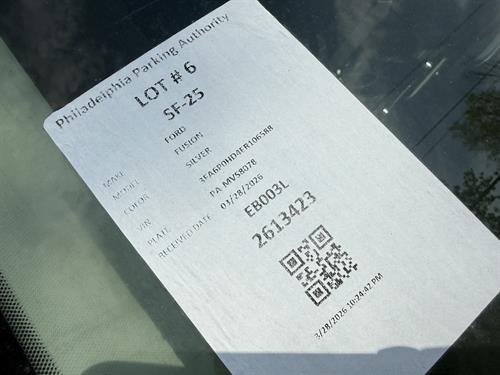 Philadelphia Parking Authority
LOT # 6
SF-25
MAKE FORD
MODEL FUSION
COLOR SILVER
VIN 3FA6P0HD4ER106588
PLATE PA MVS8078
RECEIVED DATE 03/28/2026
EB003L
2613423
3/28/2026 10:24:42 PM